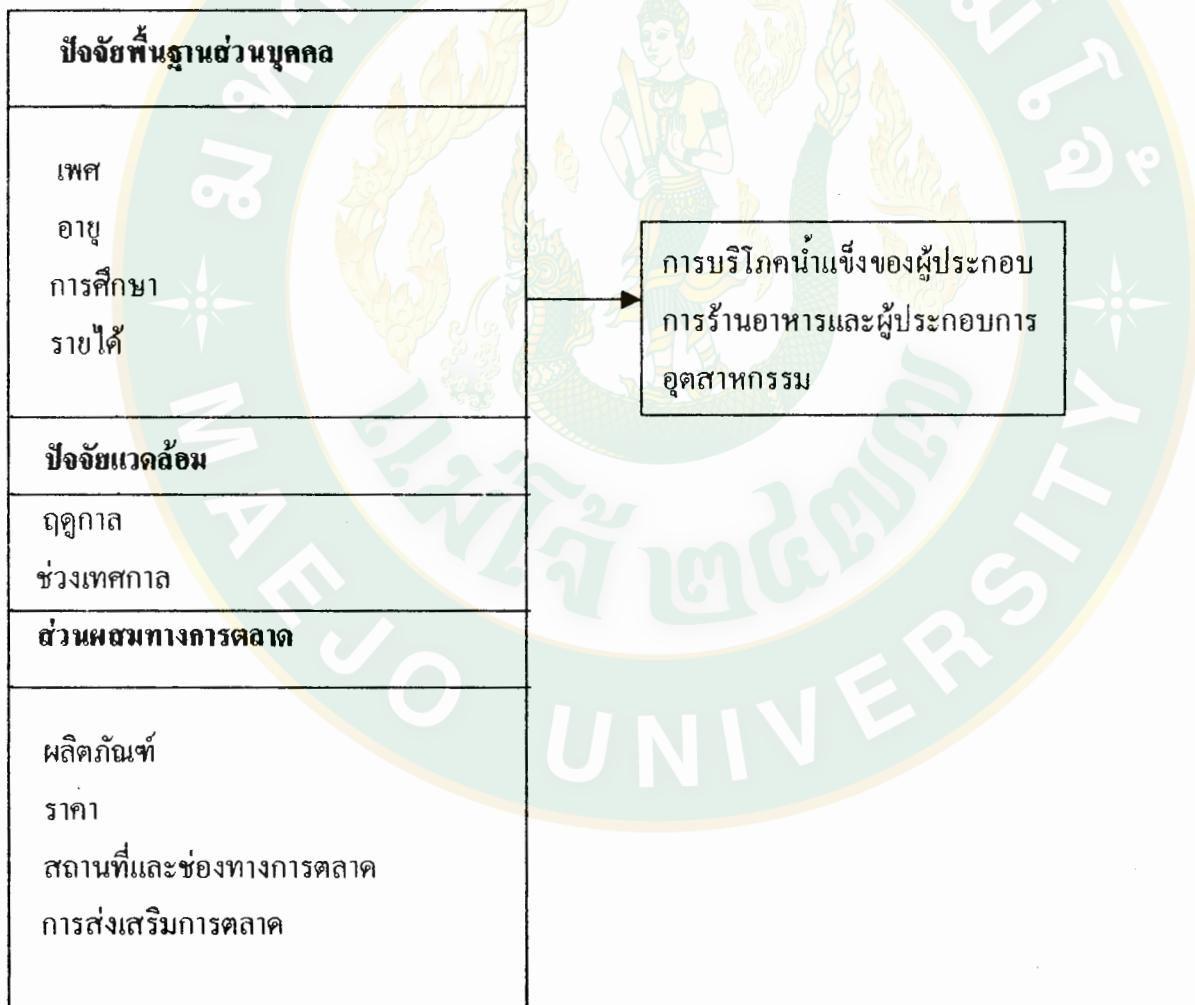 ปัจจัยพื้นฐานส่วนบุคคล
เพศ
อายุ
การศึกษา
รายได้
การบริโภคน้ำแข็งของผู้ประกอบ
การร้านอาหารและผู้ประกอบการ
อุตสาหกรรม
ปัจจัยแวดล้อม
ฤดูกาล
ช่วงเทศกาล
ส่วนผสมทางการตลาด
ผลิตภัณฑ์
ราคา
สถานที่และช่องทางการตลาด
การส่งเสริมการตลาด
แม่โจ้ ๒๔๗๗
MAEJO UNIVERSITY